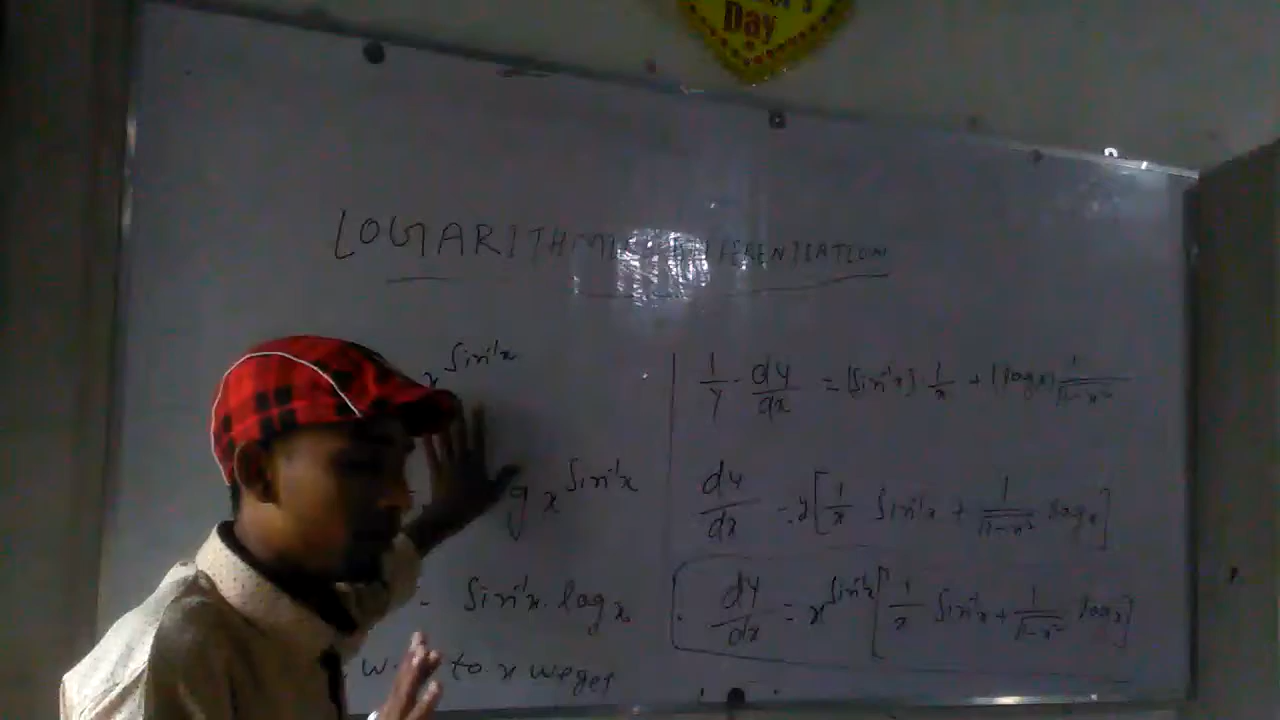 Day
LOGARITHMIC DIFFERENTIATION
x^sin⁻¹x
g x^sin⁻¹x
- sin⁻¹x · log x
w to x we get
1/y · dy/dx = (sin⁻¹x) · 1/x + (log x) 1/√1-x²
dy/dx = y[1/x sin⁻¹x + 1/√1-x² log x]
dy/dx = x^sin⁻¹x [1/x sin⁻¹x + 1/√1-x² log x]